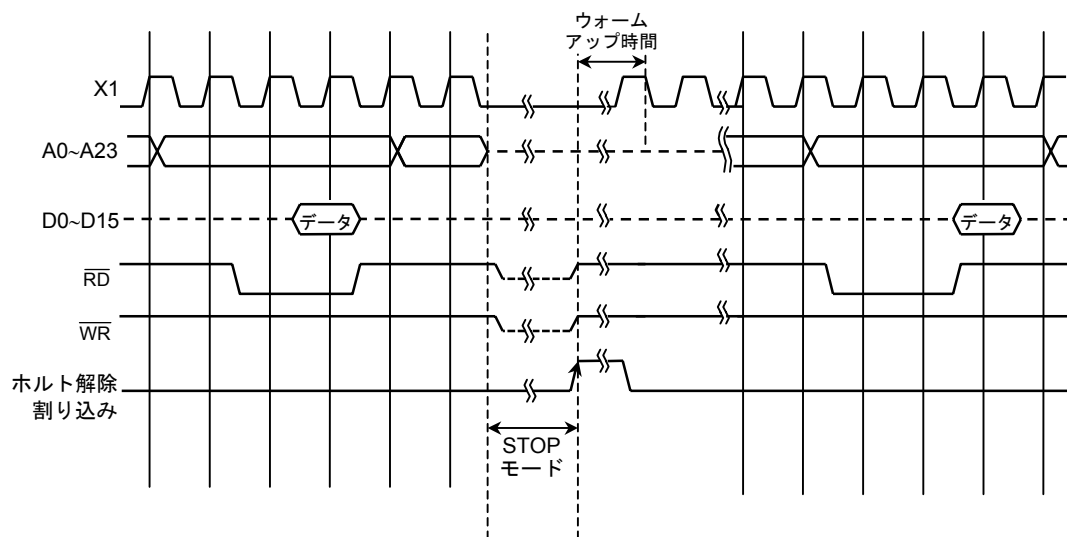 ウォーム
アップ時間
X1
A0~A23
D0~D15
データ
データ
RD
WR
ホルト解除
割り込み
STOP
モード